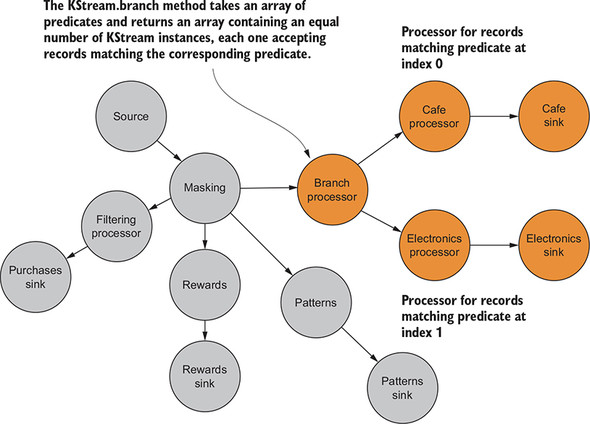 The KStream.branch method takes an array of
predicates and returns an array containing an equal
number of KStream instances, each one accepting
records matching the corresponding predicate.
Processor for records
matching predicate at
index 0
Source
Cafe
processor
Cafe
sink
Masking
Branch
processor
Filtering
processor
Electronics
processor
Electronics
sink
Purchases
sink
Rewards
Patterns
Processor for records
matching predicate at
index 1
Rewards
sink
Patterns
sink